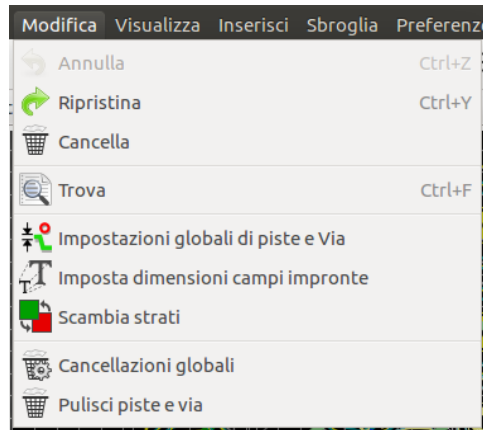 Modifica Visualizza Inserisci Sbroglia Preferenz
Annulla Ctrl+Z
Ripristina Ctrl+Y
Cancella
Trova Ctrl+F
Impostazioni globali di piste e Via
Imposta dimensioni campi impronte
Scambia strati
Cancellazioni globali
Pulisci piste e via